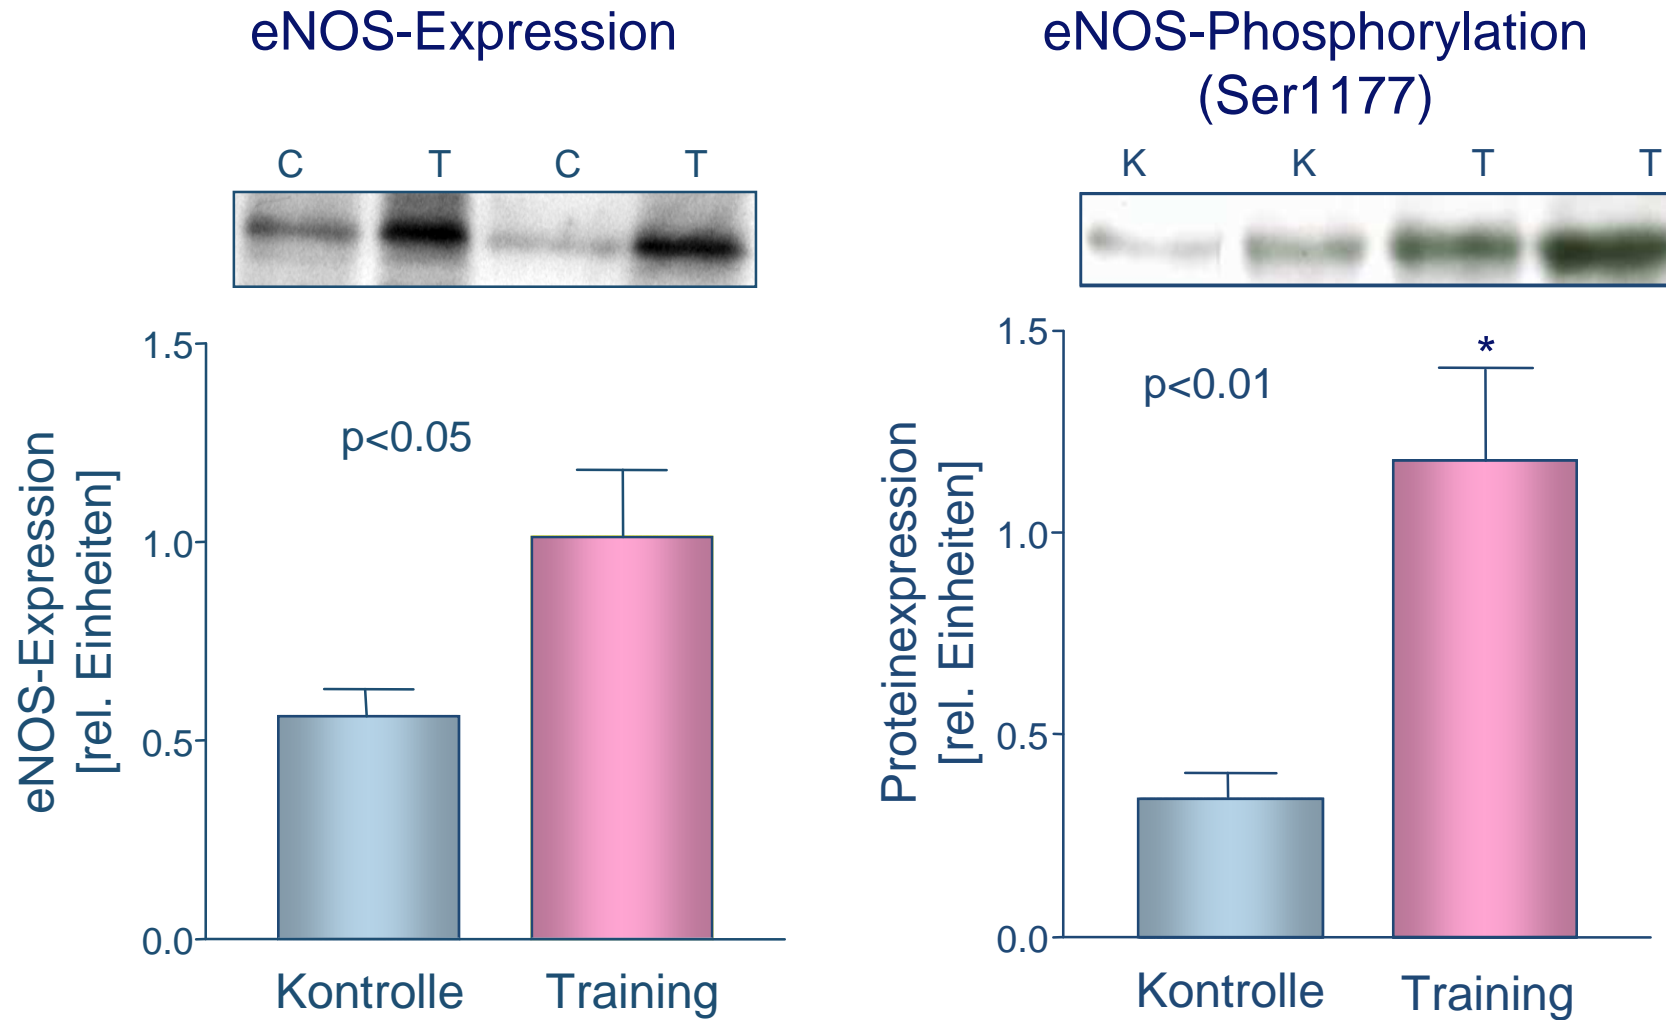 eNOS-Expression
C T C T
1.5
1.0
0.5
0.0
p<0.05
eNOS-Expression
[rel. Einheiten]
Kontrolle Training
eNOS-Phosphorylation
(Ser1177)
K K T T
1.5
1.0
0.5
0.0
p<0.01
*
Proteinexpression
[rel. Einheiten]
Kontrolle Training